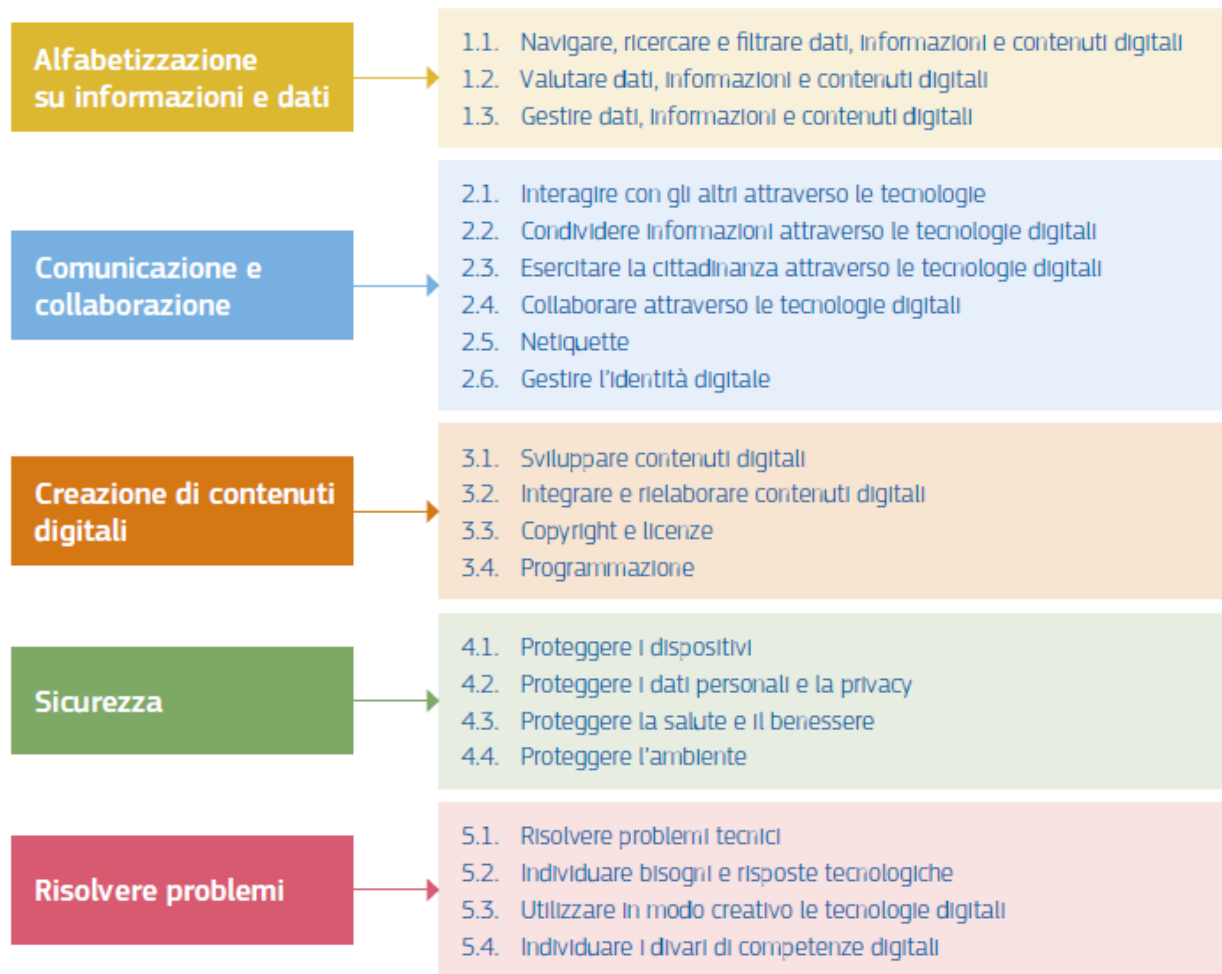 Alfabetizzazione
su informazioni e dati
1.1. Navigare, ricercare e filtrare dati, informazioni e contenuti digitali
1.2. Valutare dati, informazioni e contenuti digitali
1.3. Gestire dati, informazioni e contenuti digitali
Comunicazione e
collaborazione
2.1. Interagire con gli altri attraverso le tecnologie
2.2. Condividere informazioni attraverso le tecnologie digitali
2.3. Esercitare la cittadinanza attraverso le tecnologie digitali
2.4. Collaborare attraverso le tecnologie digitali
2.5. Netiquette
2.6. Gestire l'identità digitale
Creazione di contenuti
digitali
3.1. Sviluppare contenuti digitali
3.2. Integrare e rielaborare contenuti digitali
3.3. Copyright e licenze
3.4. Programmazione
Sicurezza
4.1. Proteggere i dispositivi
4.2. Proteggere i dati personali e la privacy
4.3. Proteggere la salute e il benessere
4.4. Proteggere l'ambiente
Risolvere problemi
5.1. Risolvere problemi tecnici
5.2. Individuare bisogni e risposte tecnologiche
5.3. Utilizzare in modo creativo le tecnologie digitali
5.4. Individuare i divari di competenze digitali